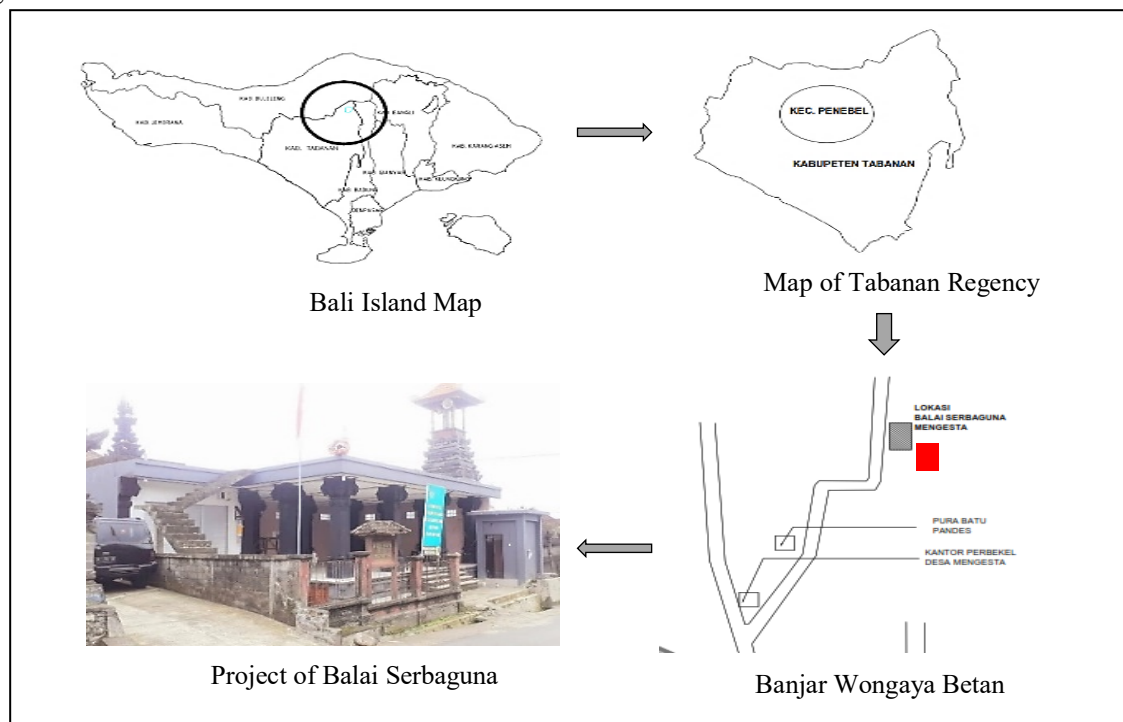 KAB BULELENG
KAB JEMBRANA
KAB BANGLI
KAB. TABANAN
KAB KARANG ASEM
KAB GIANYAR
KAB KLUNGKUNG
KAB BADUNG
DENPASAR
Bali Island Map
KEC. PENEBEL
KABUPETEN TABANAN
Map of Tabanan Regency
LOKASI
BALAI SERBAGUNA
MENGESTA
PURA BATU
PANDES
KANTOR PERBEKEL
DESA MENGESTA
Project of Balai Serbaguna
Banjar Wongaya Betan